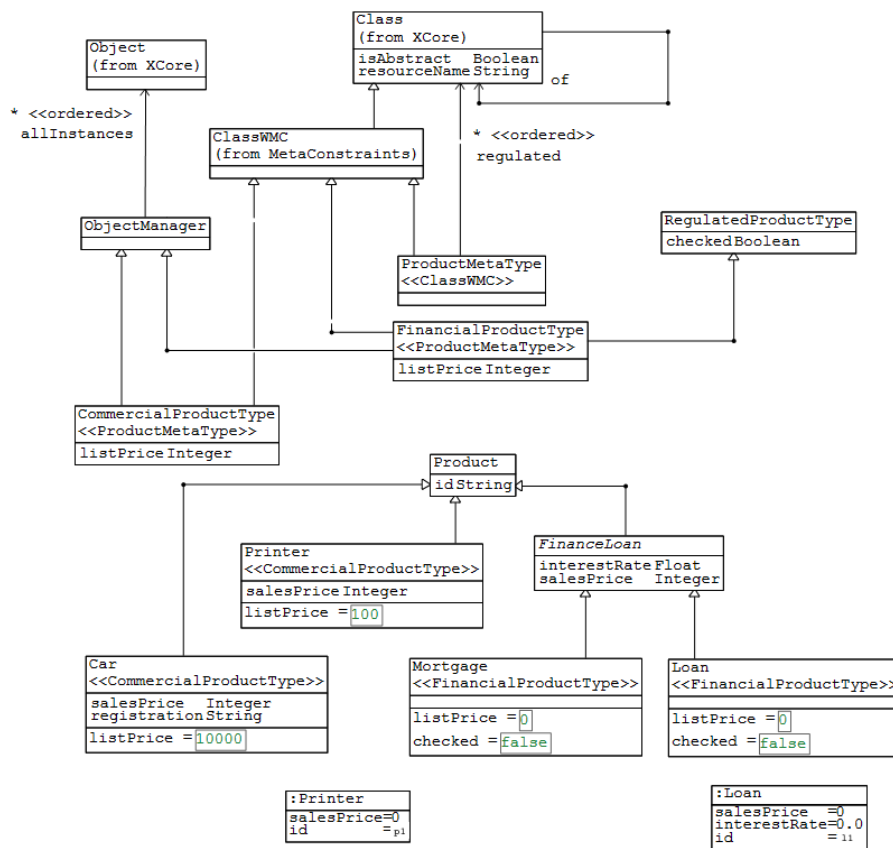 Class
(from XCore)
isAbstract Boolean
resourceName String
of
Object
(from XCore)
* <<ordered>>
allInstances
ClassWMC
(from MetaConstraints)
* <<ordered>>
regulated
ObjectManager
RegulatedProductType
checked Boolean
ProductMetaType
<<ClassWMC>>
FinancialProductType
<<ProductMetaType>>
listPrice Integer
CommercialProductType
<<ProductMetaType>>
listPrice Integer
Product
id String
Printer
<<CommercialProductType>>
salesPrice Integer
listPrice = 100
FinanceLoan
interestRate Float
salesPrice Integer
Car
<<CommercialProductType>>
salesPrice Integer
registration String
listPrice = 10000
Mortgage
<<FinancialProductType>>
listPrice = 0
checked = false
Loan
<<FinancialProductType>>
listPrice = 0
checked = false
:Printer
salesPrice=0
id = p1
:Loan
salesPrice =0
interestRate=0.0
id = l1